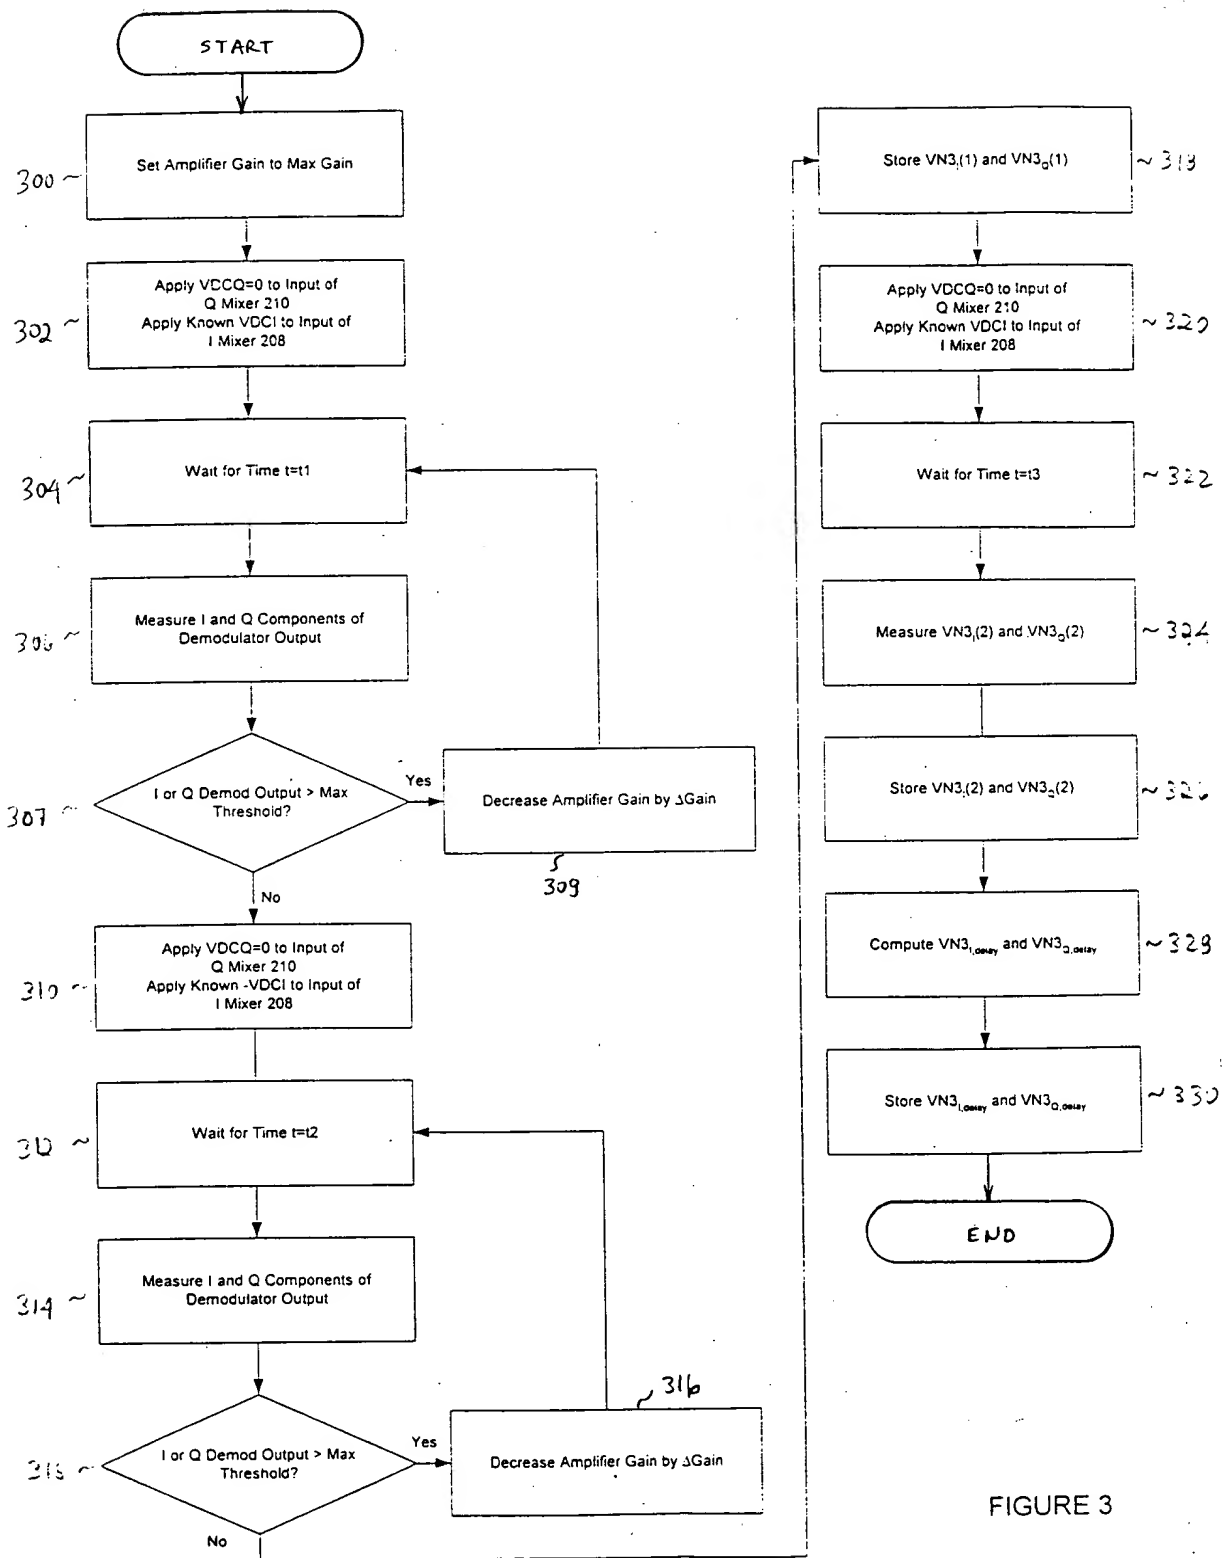 START
300 ~
Set Amplifier Gain to Max Gain
302 ~
Apply VDCQ=0 to Input of
Q Mixer 210
Apply Known VDCI to Input of
I Mixer 208
304 ~
Wait for Time t=t1
306 ~
Measure I and Q Components of
Demodulator Output
307 ~
I or Q Demod Output > Max
Threshold?
Yes
Decrease Amplifier Gain by ΔGain
309
No
310 ~
Apply VDCQ=0 to Input of
Q Mixer 210
Apply Known -VDCI to Input of
I Mixer 208
312 ~
Wait for Time t=t2
314 ~
Measure I and Q Components of
Demodulator Output
I or Q Demod Output > Max
Threshold?
Yes
316
Decrease Amplifier Gain by ΔGain
No
Store VN3I(1) and VN3Q(1)
~ 318
Apply VDCQ=0 to Input of
Q Mixer 210
Apply Known VDCI to Input of
I Mixer 208
~ 320
Wait for Time t=t3
~ 322
Measure VN3I(2) and VN3Q(2)
~ 324
Store VN3I(2) and VN3Q(2)
~ 326
Compute VN3I,delay and VN3Q,delay
~ 328
Store VN3I,delay and VN3Q,delay
~ 330
END
FIGURE 3